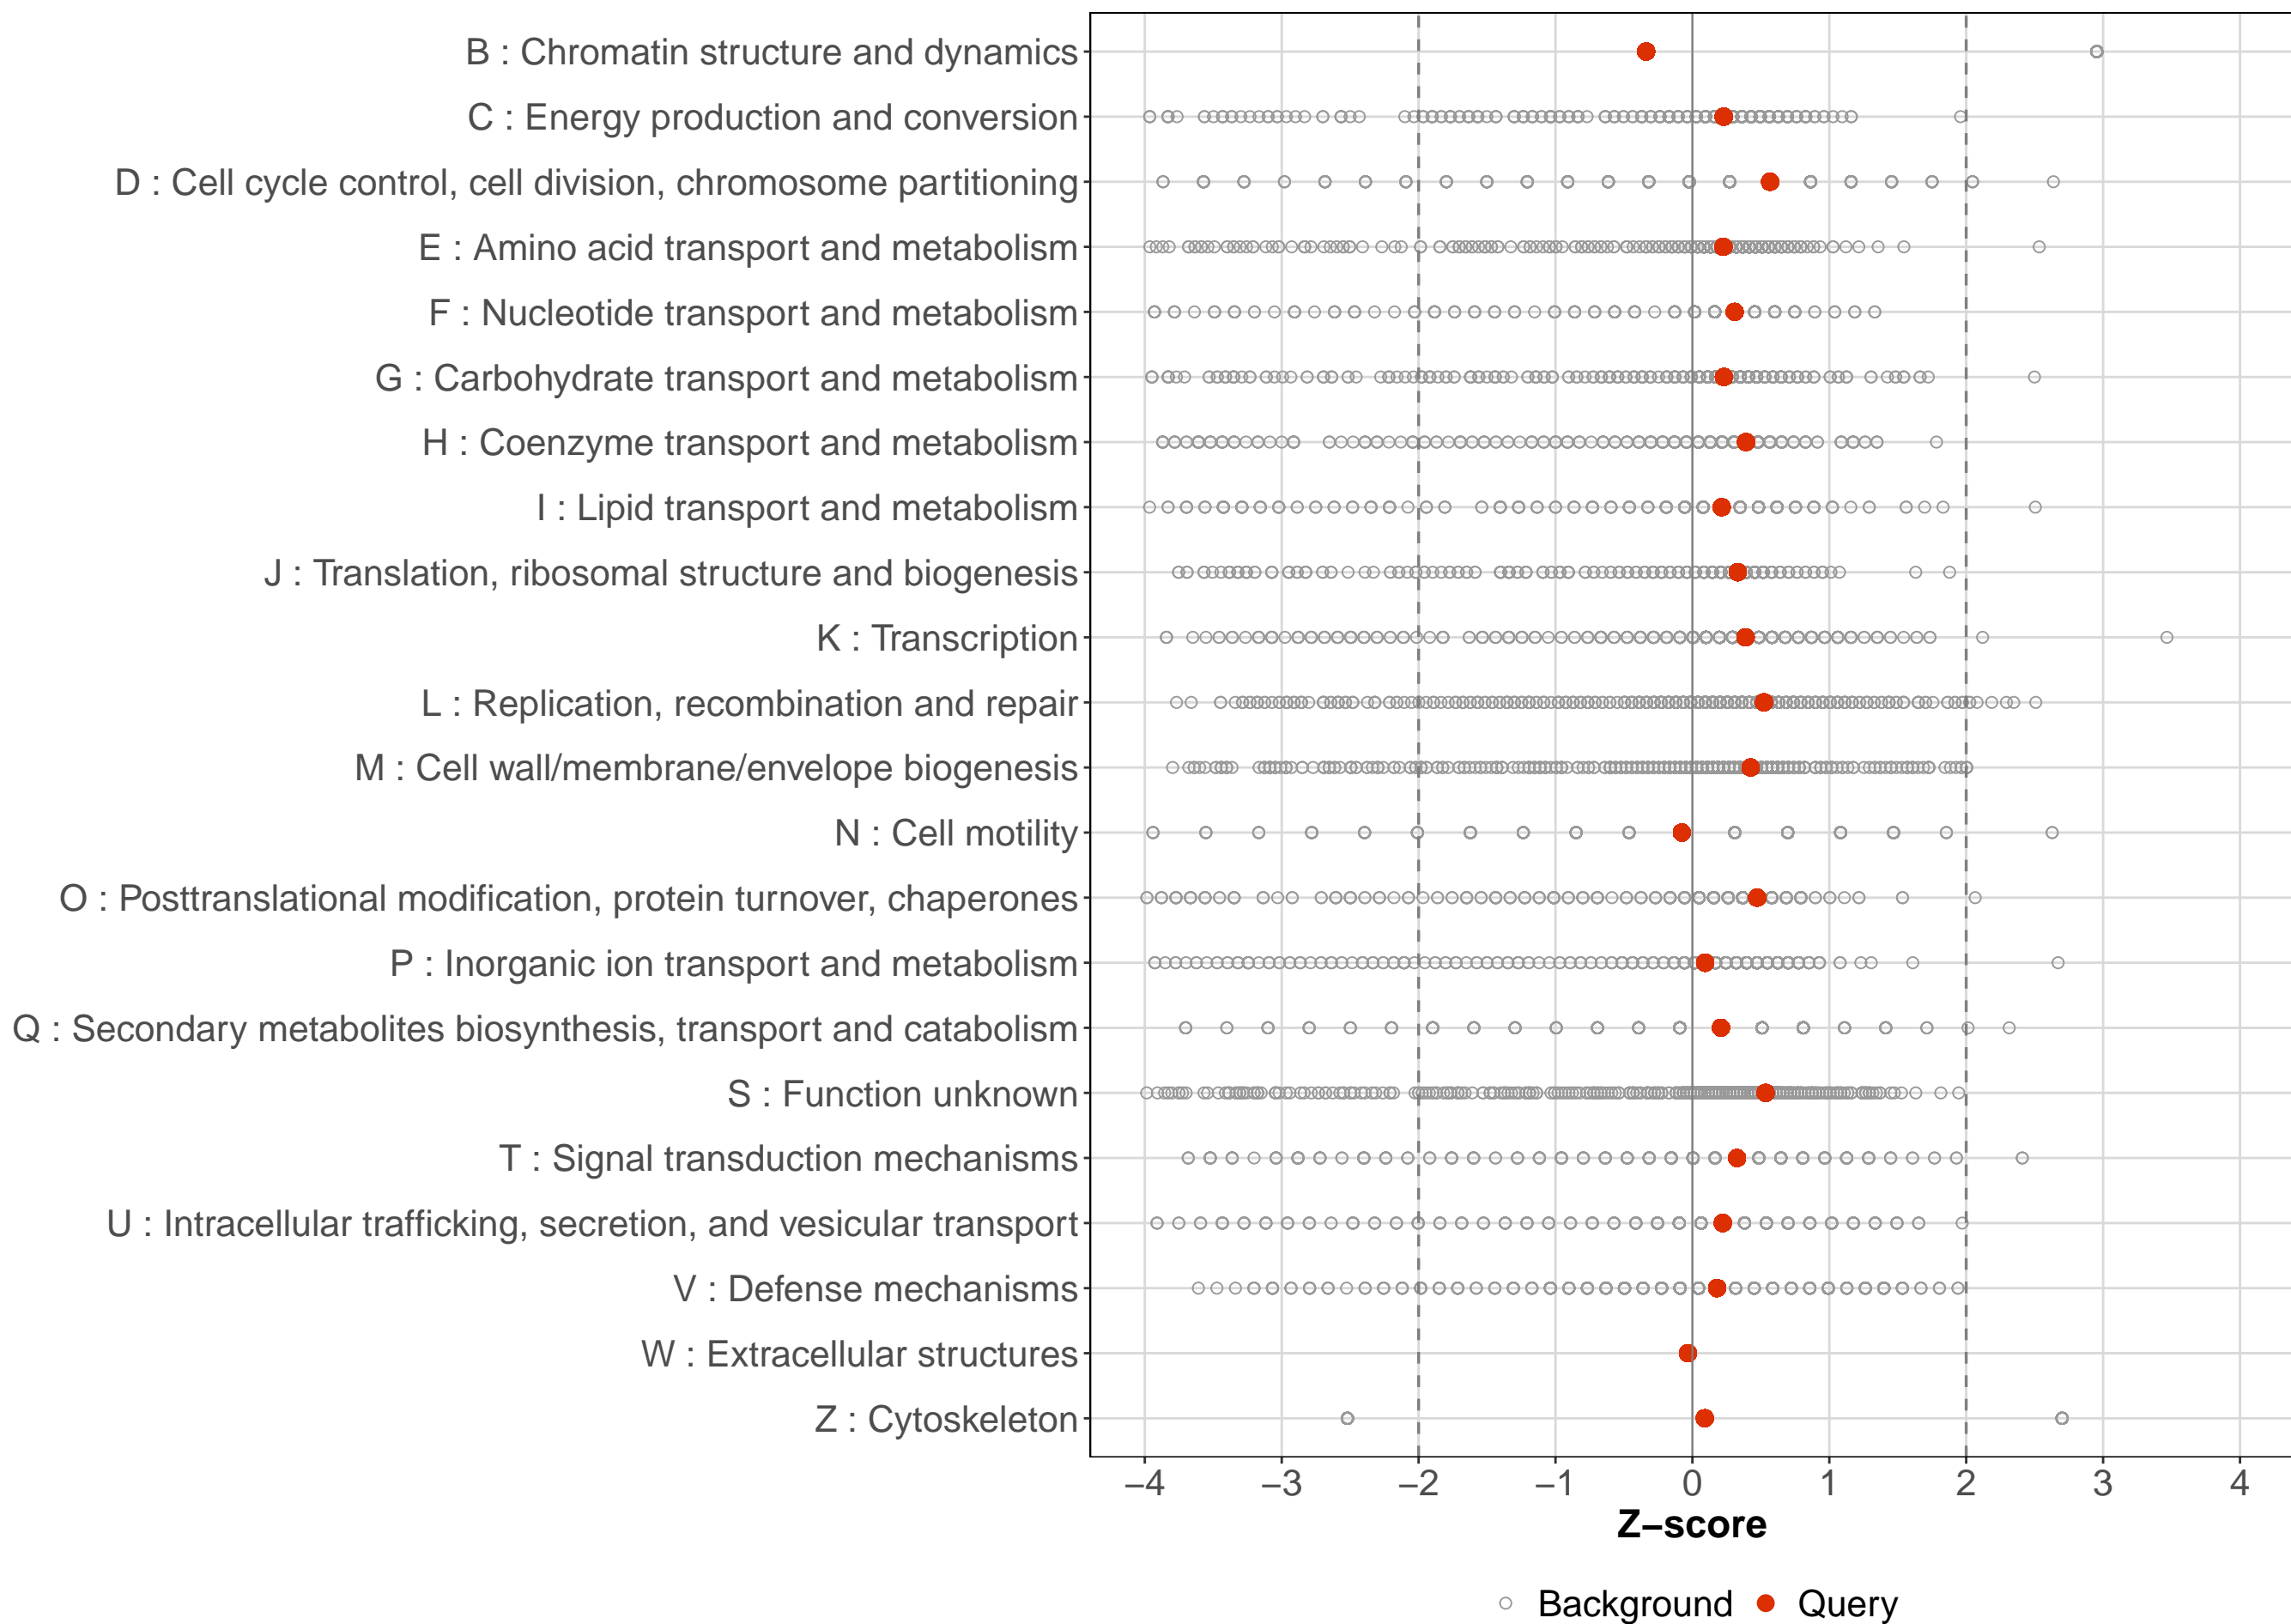 B : Chromatin structure and dynamics
C : Energy production and conversion
D : Cell cycle control, cell division, chromosome partitioning
E : Amino acid transport and metabolism
F : Nucleotide transport and metabolism
G : Carbohydrate transport and metabolism
H : Coenzyme transport and metabolism
I : Lipid transport and metabolism
J : Translation, ribosomal structure and biogenesis
K : Transcription
L : Replication, recombination and repair
M : Cell wall/membrane/envelope biogenesis
N : Cell motility
O : Posttranslational modification, protein turnover, chaperones
P : Inorganic ion transport and metabolism
Q : Secondary metabolites biosynthesis, transport and catabolism
S : Function unknown
T : Signal transduction mechanisms
U : Intracellular trafficking, secretion, and vesicular transport
V : Defense mechanisms
W : Extracellular structures
Z : Cytoskeleton
−4 −3 −2 −1 0 1 2 3 4
Z−score
Background Query